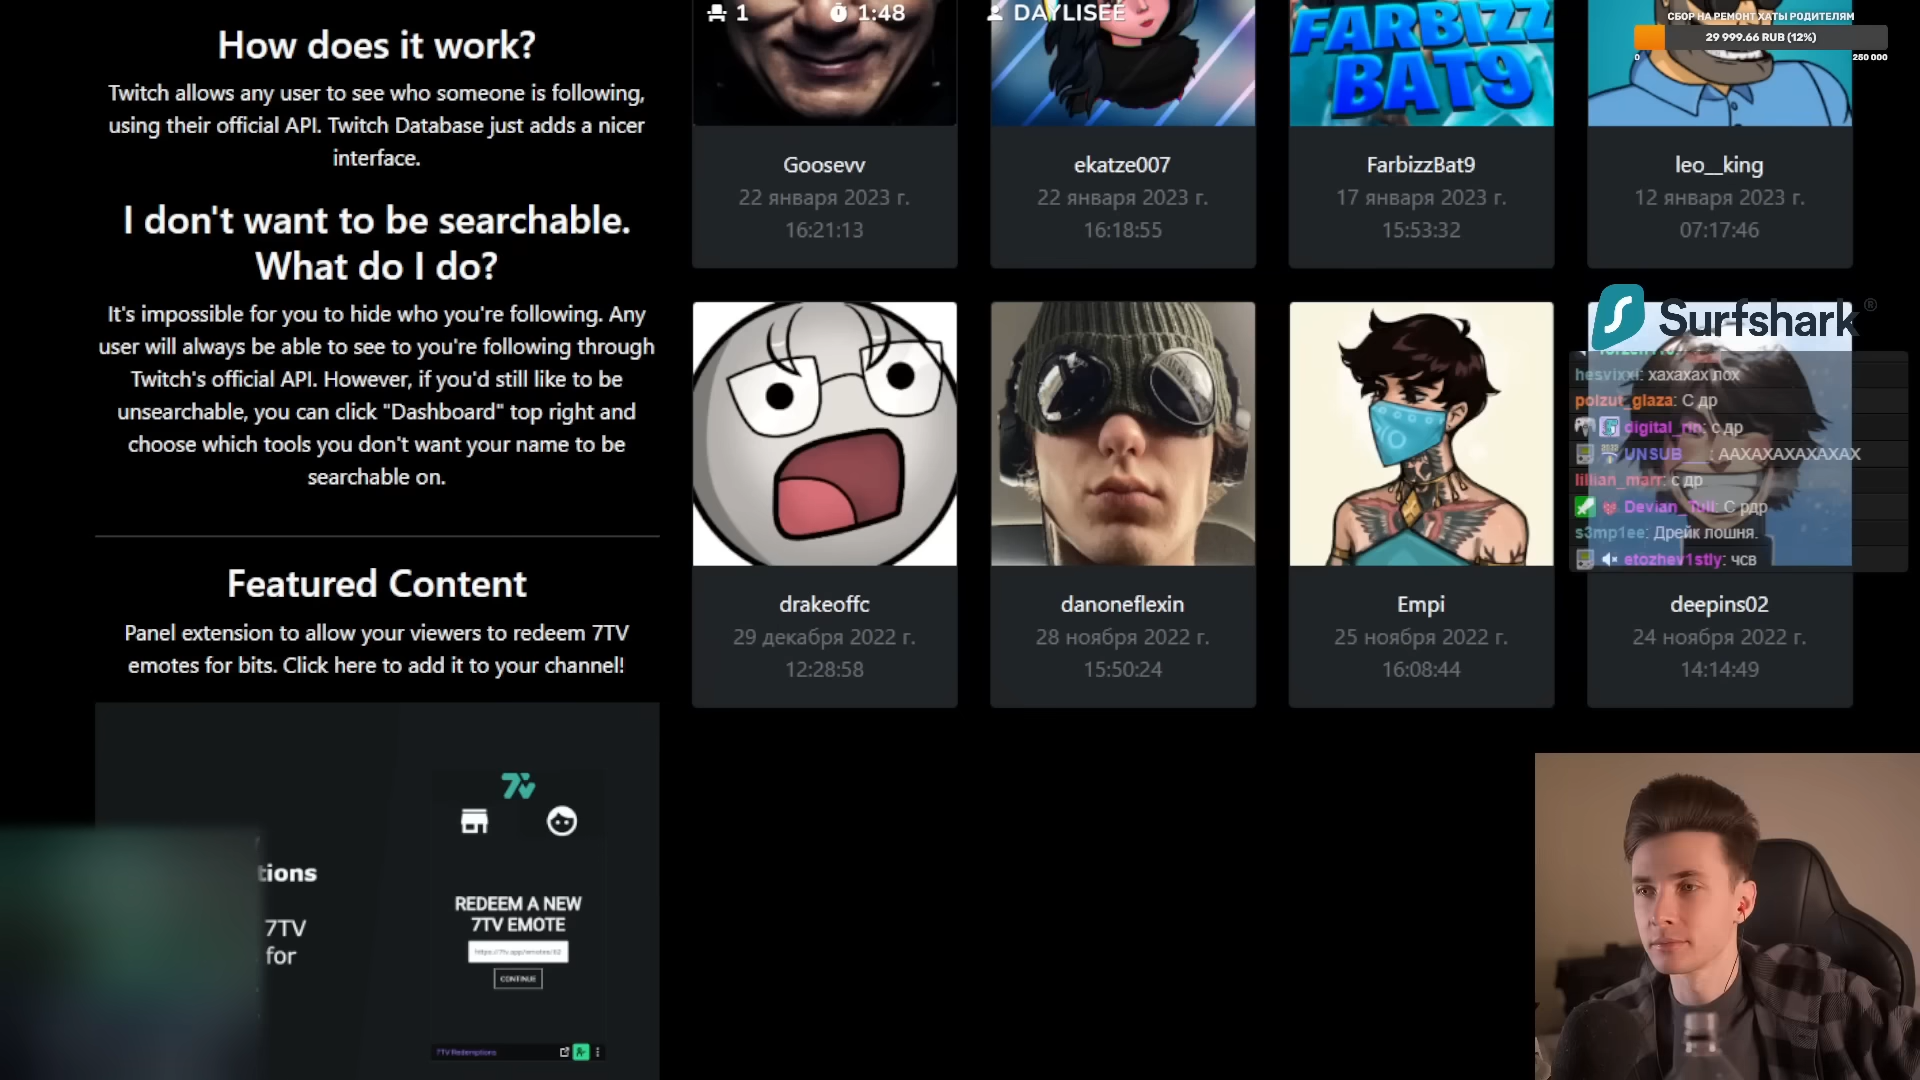 How does it work?
Twitch allows any user to see who someone is following,
using their official API. Twitch Database just adds a nicer
interface.
I don't want to be searchable.
What do I do?
It's impossible for you to hide who you're following. Any
user will always be able to see to you're following through
Twitch's official API. However, if you'd still like to be
unsearchable, you can click "Dashboard" top right and
choose which tools you don't want your name to be
searchable on.
Featured Content
Panel extension to allow your viewers to redeem 7TV
emotes for bits. Click here to add it to your channel!
tions
7TV
for
REDEEM A NEW
7TV EMOTE
CONTINUE
7TV Redemptions
1
1:48
DAYLISEE
FARBIZZ
BAT9
СБОР НА РЕМОНТ ХАТЫ РОДИТЕЛЯМ
29 999.66 RUB (12%)
0
250 000
Goosevv
22 января 2023 г.
16:21:13
ekatze007
22 января 2023 г.
16:18:55
FarbizzBat9
17 января 2023 г.
15:53:32
leo__king
12 января 2023 г.
07:17:46
Surfshark®
hesvixxi: хахахах лох
polzut_glaza: С др
digital_rin: с др
UNSUB___: ААХАХАХАХАХАХ
lillian_marr: с др
Devian_Tull: С рдр
s3mp1ee: Дрейк лошня.
etozhev1stly: чсв
drakeoffc
29 декабря 2022 г.
12:28:58
danoneflexin
28 ноября 2022 г.
15:50:24
Empi
25 ноября 2022 г.
16:08:44
deepins02
24 ноября 2022 г.
14:14:49